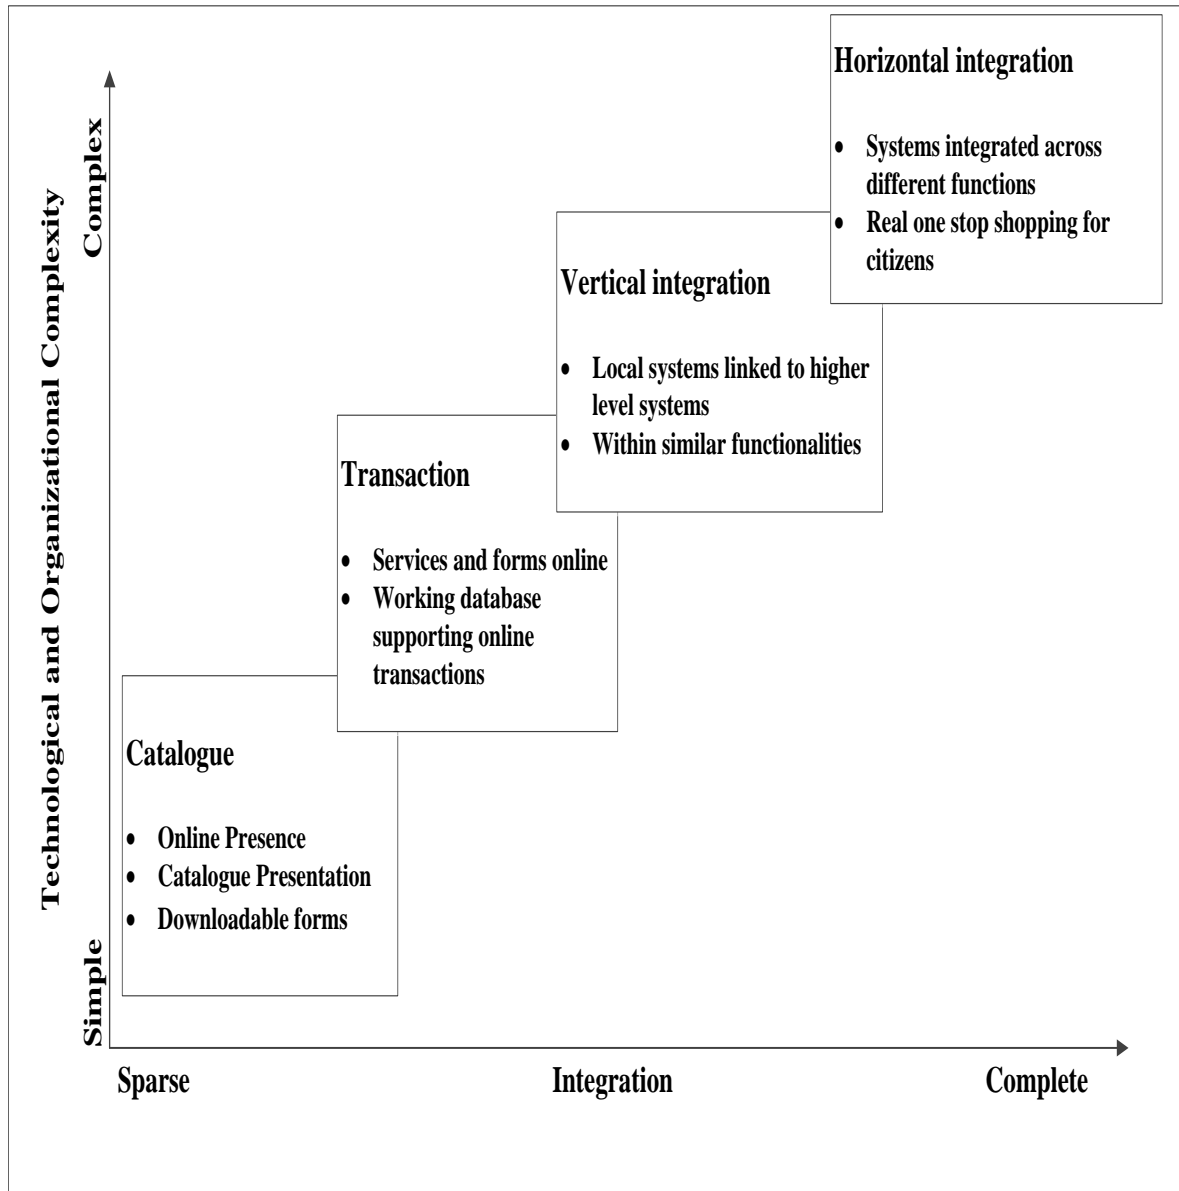 Horizontal integration
• Systems integrated across
different functions
• Real one stop shopping for
citizens
Vertical integration
• Local systems linked to higher
level systems
• Within similar functionalities
Transaction
• Services and forms online
• Working database
supporting online
transactions
Catalogue
• Online Presence
• Catalogue Presentation
• Downloadable forms
Technological and Organizational Complexity
Complex
Simple
Sparse
Integration
Complete